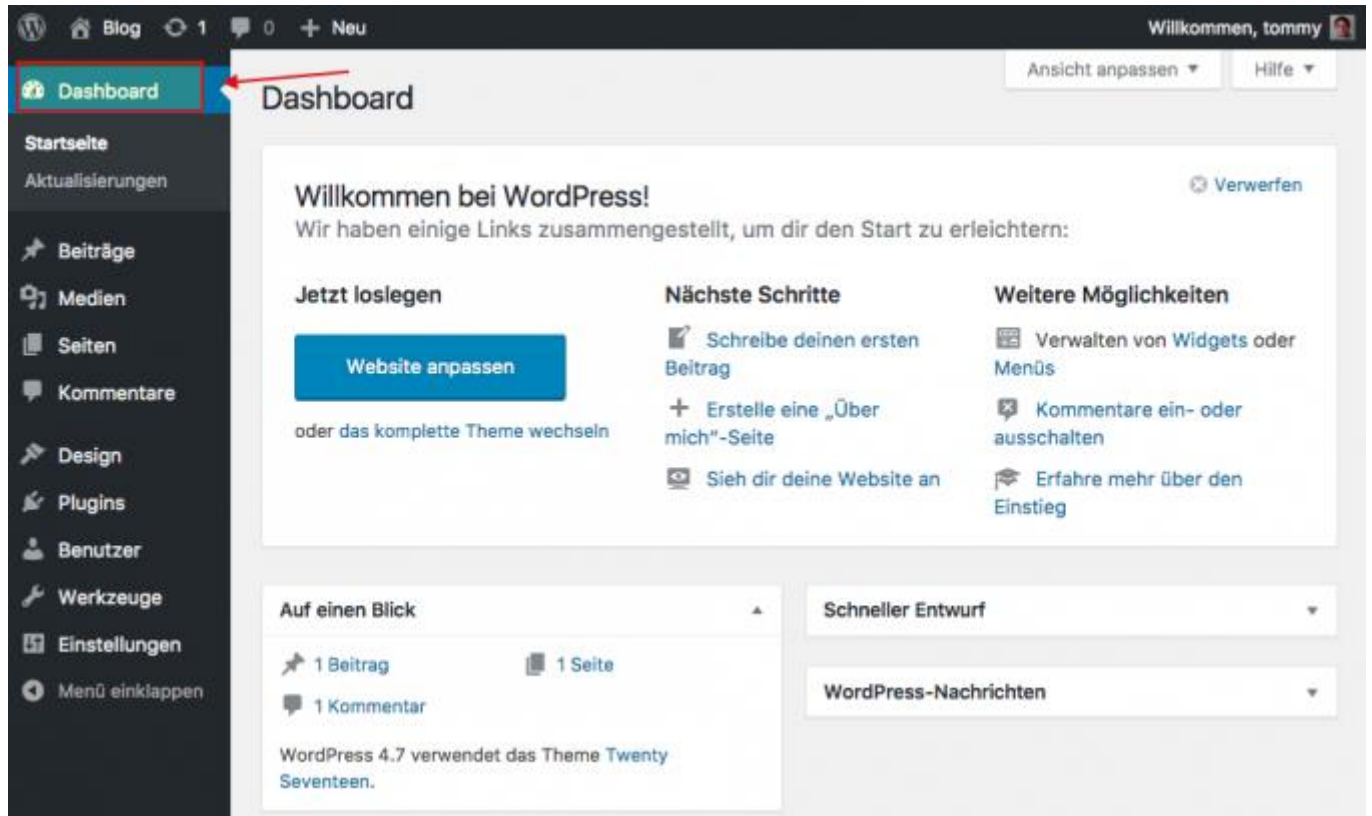 Blog 1 0 + Neu Willkommen, tommy
Dashboard
Startseite
Aktualisierungen
Beiträge
Medien
Seiten
Kommentare
Design
Plugins
Benutzer
Werkzeuge
Einstellungen
Menü einklappen
Ansicht anpassen Hilfe
Dashboard
Willkommen bei WordPress!
Verwerfen
Wir haben einige Links zusammengestellt, um dir den Start zu erleichtern:
Jetzt loslegen
Website anpassen
oder das komplette Theme wechseln
Nächste Schritte
Schreibe deinen ersten
Beitrag
Erstelle eine „Über
mich"-Seite
Sieh dir deine Website an
Weitere Möglichkeiten
Verwalten von Widgets oder
Menüs
Kommentare ein- oder
ausschalten
Erfahre mehr über den
Einstieg
Auf einen Blick
1 Beitrag 1 Seite
1 Kommentar
WordPress 4.7 verwendet das Theme Twenty
Seventeen.
Schneller Entwurf
WordPress-Nachrichten